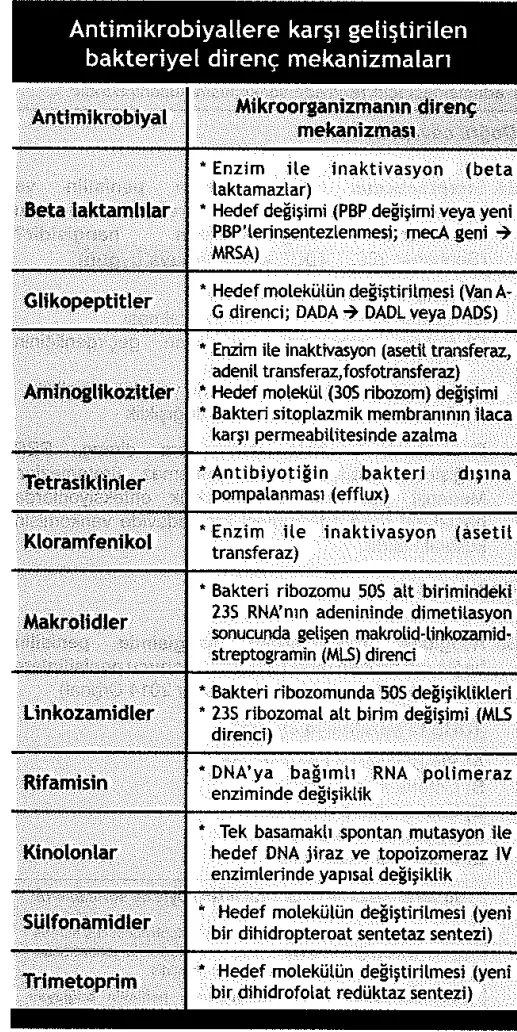 Antimikrobiyallere karşı geliştirilen
bakteriyel direnç mekanizmaları
Antimikrobiyal
Mikroorganizmanın direnç
mekanizması
Beta laktamlılar
* Enzim ile inaktivasyon (beta
laktamazlar)
* Hedef değişimi (PBP değişimi veya yeni
PBP'lerinsentezlenmesi; mecA geni →
MRSA)
Glikopeptitler
* Hedef molekülün değiştirilmesi (Van A-
G direnci; DADA → DADL veya DADS)
Aminoglikozitler
* Enzim ile inaktivasyon (asetil transferaz,
adenil transferaz,fosfotransferaz)
* Hedef molekül (30S ribozom) değişimi
* Bakteri sitoplazmik membranının ilaca
karşı permeabilitesinde azalma
Tetrasiklinler
* Antibiyotiğin bakteri dışına
pompalanması (efflux)
Kloramfenikol
* Enzim ile inaktivasyon (asetil
transferaz)
Makrolidler
* Bakteri ribozomu 50S alt birimindeki
23S RNA'nın adenininde dimetilasyon
sonucunda gelişen makrolid-linkozamid-
streptogramin (MLS) direnci
Linkozamidler
* Bakteri ribozomunda 50S değişiklikleri
* 23S ribozomal alt birim değişimi (MLS
direnci)
Rifamisin
* DNA'ya bağımlı RNA polimeraz
enziminde değişiklik
Kinolonlar
* Tek basamaklı spontan mutasyon ile
hedef DNA jiraz ve topoizomeraz IV
enzimlerinde yapısal değişiklik
Sülfonamidler
* Hedef molekülün değiştirilmesi (yeni
bir dihidropteroat sentetaz sentezi)
Trimetoprim
* Hedef molekülün değiştirilmesi (yeni
bir dihidrofolat redüktaz sentezi)